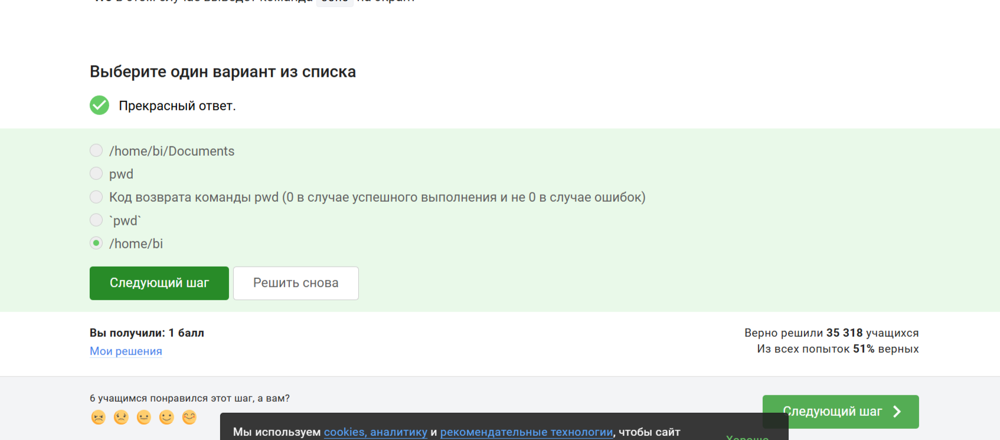 Выберите один вариант из списка
Прекрасный ответ.
/home/bi/Documents
pwd
Код возврата команды pwd (0 в случае успешного выполнения и не 0 в случае ошибок)
`pwd`
/home/bi
Следующий шаг
Решить снова
Вы получили: 1 балл
Мои решения
Верно решили 35 318 учащихся
Из всех попыток 51% верных
6 учащимся понравился этот шаг, а вам?
Следующий шаг
Мы используем cookies, аналитику и рекомендательные технологии, чтобы сайт
Хорошо